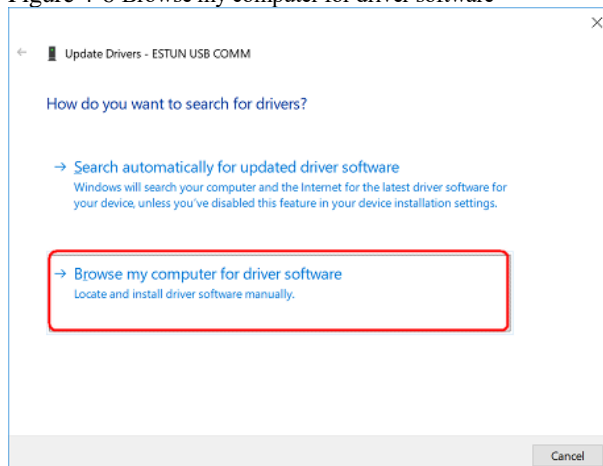 Figure 4-8 Browse my computer for driver software
Update Drivers - ESTUN USB COMM
How do you want to search for drivers?
→ Search automatically for updated driver software
Windows will search your computer and the Internet for the latest driver software for
your device, unless you've disabled this feature in your device installation settings.
→ Browse my computer for driver software
Locate and install driver software manually.
Cancel